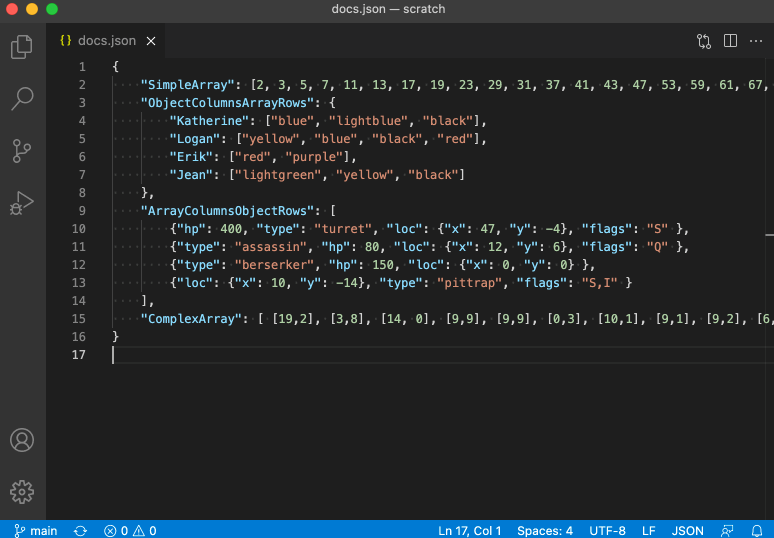 docs.json — scratch
{} docs.json ×
1 {
2 "SimpleArray": [2, 3, 5, 7, 11, 13, 17, 19, 23, 29, 31, 37, 41, 43, 47, 53, 59, 61, 67,
3 "ObjectColumnsArrayRows": {
4 "Katherine": ["blue", "lightblue", "black"],
5 "Logan": ["yellow", "blue", "black", "red"],
6 "Erik": ["red", "purple"],
7 "Jean": ["lightgreen", "yellow", "black"]
8 },
9 "ArrayColumnsObjectRows": [
10 {"hp": 400, "type": "turret", "loc": {"x": 47, "y": -4}, "flags": "S" },
11 {"type": "assassin", "hp": 80, "loc": {"x": 12, "y": 6}, "flags": "Q" },
12 {"type": "berserker", "hp": 150, "loc": {"x": 0, "y": 0} },
13 {"loc": {"x": 10, "y": -14}, "type": "pittrap", "flags": "S,I" }
14 ],
15 "ComplexArray": [ [19,2], [3,8], [14, 0], [9,9], [9,9], [0,3], [10,1], [9,1], [9,2], [6,
16 }
17
main 0 0 Ln 17, Col 1 Spaces: 4 UTF-8 LF JSON